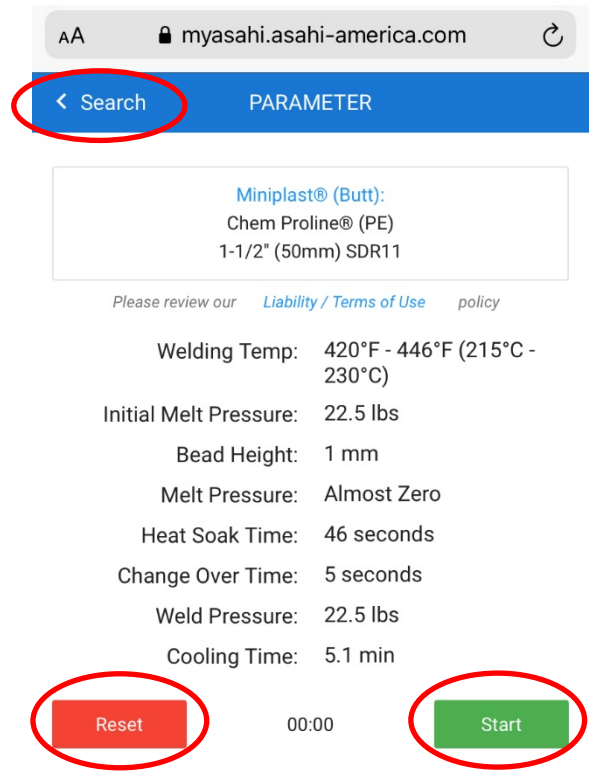 AA myasahi.asahi-america.com
Search PARAMETER
Miniplast® (Butt):
Chem Proline® (PE)
1-1/2" (50mm) SDR11
Please review our Liability / Terms of Use policy
Welding Temp: 420°F - 446°F (215°C -
230°C)
Initial Melt Pressure: 22.5 lbs
Bead Height: 1 mm
Melt Pressure: Almost Zero
Heat Soak Time: 46 seconds
Change Over Time: 5 seconds
Weld Pressure: 22.5 lbs
Cooling Time: 5.1 min
Reset 00:00 Start